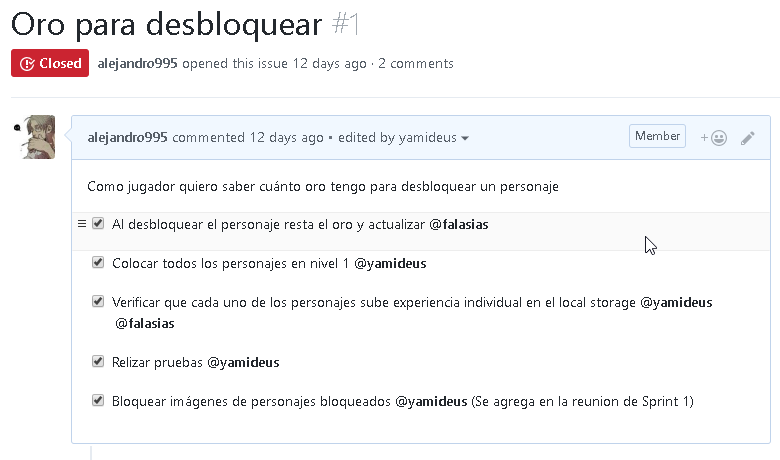 Oro para desbloquear #1
Closed alejandro995 opened this issue 12 days ago · 2 comments
alejandro995 commented 12 days ago • edited by yamideus Member
Como jugador quiero saber cuánto oro tengo para desbloquear un personaje
Al desbloquear el personaje resta el oro y actualizar @falasias
Colocar todos los personajes en nivel 1 @yamideus
Verificar que cada uno de los personajes sube experiencia individual en el local storage @yamideus
@falasias
Relizar pruebas @yamideus
Bloquear imágenes de personajes bloqueados @yamideus (Se agrega en la reunion de Sprint 1)